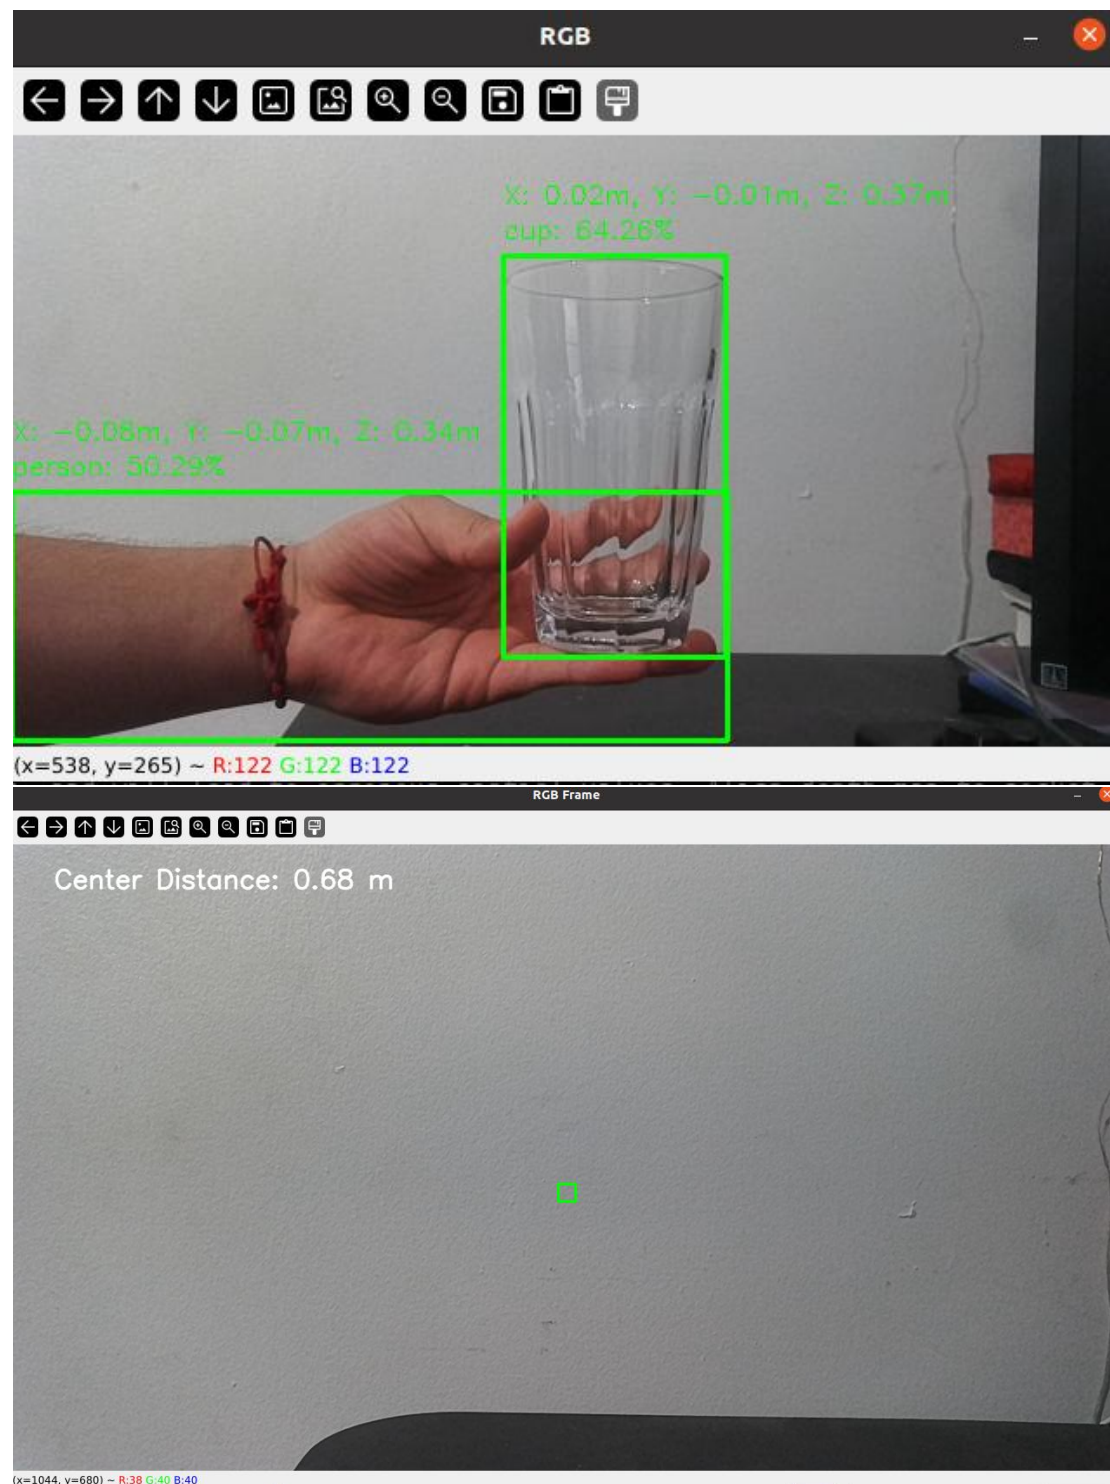 RGB
X: 0.02m, Y: -0.01m, Z: 0.37m
cup: 64.26%
X: -0.08m, Y: -0.07m, Z: 0.34m
person: 50.29%
(x=538, y=265) ~ R:122 G:122 B:122
RGB Frame
Center Distance: 0.68 m
(x=1044, y=680) ~ R:38 G:40 B:40